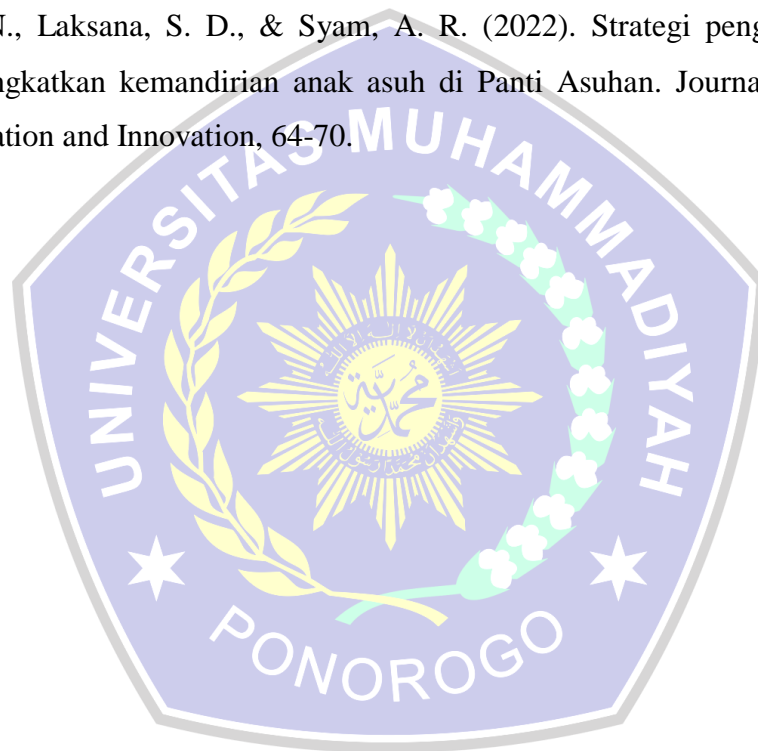 N., Laksana, S. D., & Syam, A. R. (2022). Strategi peng
ngkatkan kemandirian anak asuh di Panti Asuhan. Journa
ation and Innovation, 64-70.
UNIVERSITAS MUHAMMADIYAH
محمدية
PONOROGO